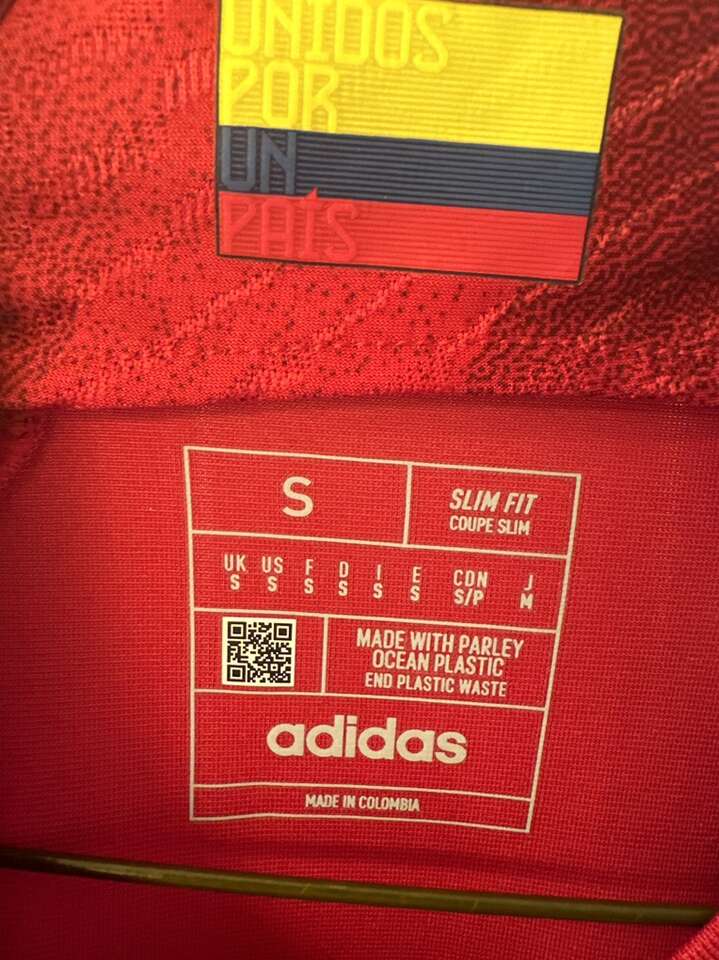 UNIDOS
POR
UN
PAÍS
S
SLIM FIT
COUPE SLIM
UK US F D I E CDN J
S S S S S S S/P M
MADE WITH PARLEY
OCEAN PLASTIC
END PLASTIC WASTE
adidas
MADE IN COLOMBIA